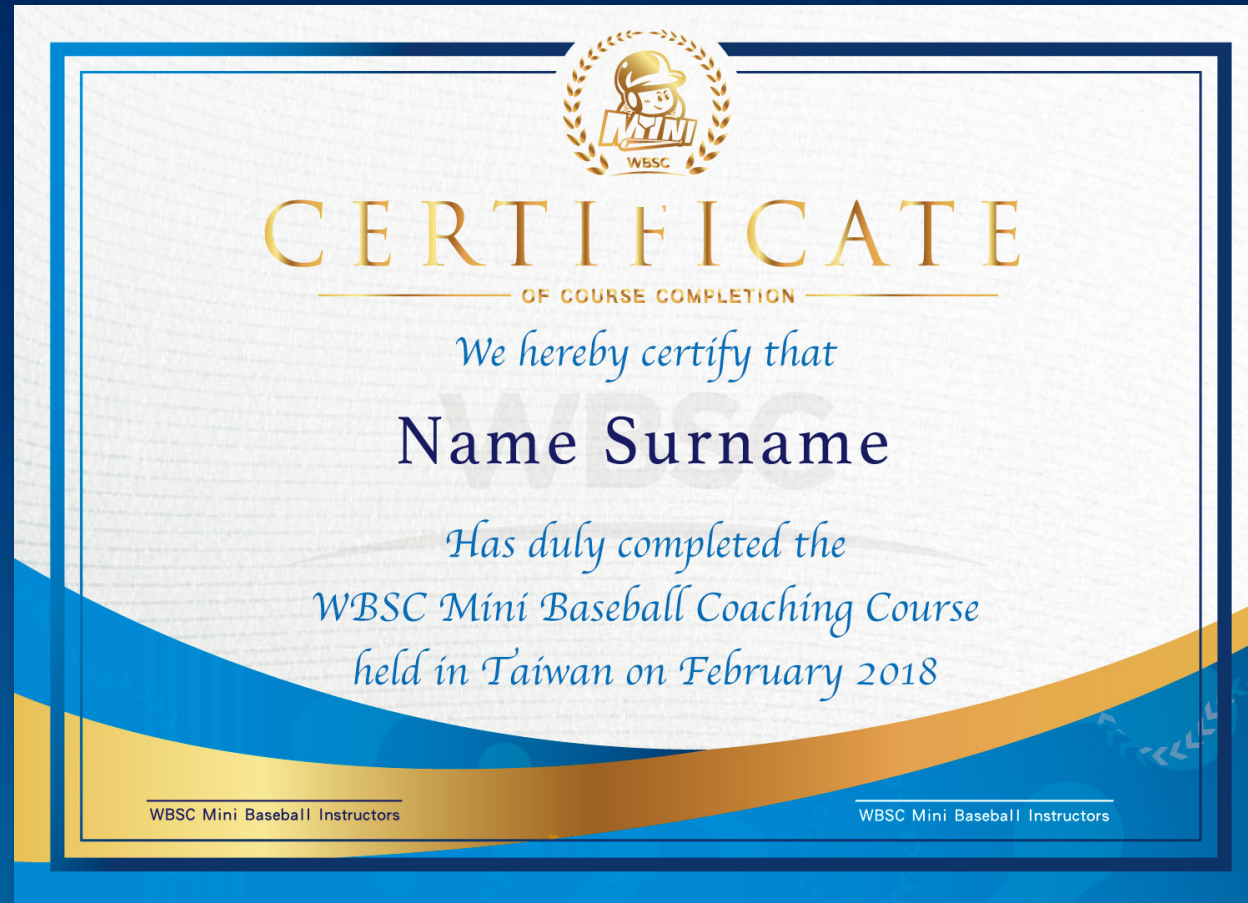 MINI
WBSC
CERTIFICATE
OF COURSE COMPLETION
We hereby certify that
WBSC
Name Surname
Has duly completed the
WBSC Mini Baseball Coaching Course
held in Taiwan on February 2018
WBSC Mini Baseball Instructors
WBSC Mini Baseball Instructors